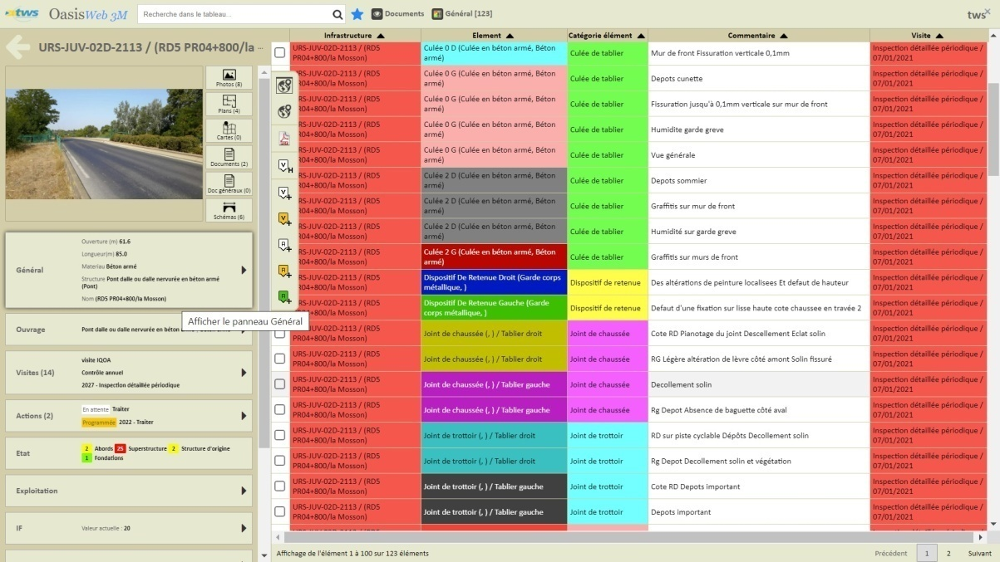 atws OasisWeb 3M Recherche dans le tableau... Documents Général [123] tws
URS-JUV-02D-2113 / (RD5 PR04+800/la ...
Photos (8)
Plans (4)
Cartes (0)
Documents (2)
Doc généraux (0)
Schémas (6)
Général
Ouverture (m) 61.6
Longueur(m) 85.0
Materiau Béton armé
Structure Pont dalle ou dalle nervurée en béton armé
(Pont)
Nom (RD5 PR04+800/la Mosson)
Afficher le panneau Général
Ouvrage Pont dalle ou dalle nervurée en béton
Visites (14)
visite IQOA
Contrôle annuel
2027 - Inspection détaillée périodique
Actions (2)
En attente Traiter
Programmée 2022 - Traiter
Etat
2 Abords 25 Superstructure 2 Structure d'origine
1 Fondations
Exploitation
IF Valeur actuelle : 20
V H
V +
V +
R +
R +
R +
Infrastructure Element Catégorie élément Commentaire Visite
URS-JUV-02D-2113 / (RD5 Culée 0 D (Culée en béton armé, Béton Culée de tablier Mur de front Fissuration verticale 0,1mm Inspection détaillée périodique /
PR04+800/la Mosson) armé) 07/01/2021
RS-JUV-02D-2113 / (RD5 Culée 0 G (Culée en béton armé, Béton Culée de tablier Depots cunette Inspection détaillée périodique /
PR04+800/la Mosson) armé) 07/01/2021
RS-JUV-02D-2113 / (RD5 Culée 0 G (Culée en béton armé, Béton Culée de tablier Fissuration jusqu'à 0,1mm verticale sur mur de front Inspection détaillée périodique /
PR04+800/la Mosson) armé) 07/01/2021
RS-JUV-02D-2113 / (RD5 Culée 0 G (Culée en béton armé, Béton Culée de tablier Humidite garde greve Inspection détaillée périodique /
PR04+800/la Mosson) armé) 07/01/2021
RS-JUV-02D-2113 / (RD5 Culée 0 G (Culée en béton armé, Béton Culée de tablier Vue générale Inspection détaillée périodique /
PR04+800/la Mosson) armé) 07/01/2021
RS-JUV-02D-2113 / (RD5 Culée 2 D (Culée en béton armé, Béton Culée de tablier Depots sommier Inspection détaillée périodique /
PR04+800/la Mosson) armé) 07/01/2021
RS-JUV-02D-2113 / (RD5 Culée 2 D (Culée en béton armé, Béton Culée de tablier Graffitis sur mur de front Inspection détaillée périodique /
PR04+800/la Mosson) armé) 07/01/2021
RS-JUV-02D-2113 / (RD5 Culée 2 D (Culée en béton armé, Béton Culée de tablier Humidité sur garde greve Inspection détaillée périodique /
PR04+800/la Mosson) armé) 07/01/2021
RS-JUV-02D-2113 / (RD5 Culée 2 G (Culée en béton armé, Béton Culée de tablier Graffitis sur murs de front Inspection détaillée périodique /
PR04+800/la Mosson) armé) 07/01/2021
RS-JUV-02D-2113 / (RD5 Dispositif De Retenue Droit (Garde corps Dispositif de retenue Des altérations de peinture localisees Et defaut de hauteur Inspection détaillée périodique /
PR04+800/la Mosson) métallique, ) 07/01/2021
RS-JUV-02D-2113 / (RD5 Dispositif De Retenue Gauche (Garde Dispositif de retenue Defaut d'une fixation sur lisse haute cote chaussee en travée 2 Inspection détaillée périodique /
PR04+800/la Mosson) corps métallique, ) 07/01/2021
URS-JUV-02D-2113 / (RD5 Joint de chaussée (, ) / Tablier droit Joint de chaussée Cote RD Pianotage du joint Descellement Eclat solin Inspection détaillée périodique /
PR04+800/la Mosson) 07/01/2021
URS-JUV-02D-2113 / (RD5 Joint de chaussée (, ) / Tablier droit Joint de chaussée RG Légère altération de lèvre côté amont Solin fissuré Inspection détaillée périodique /
PR04+800/la Mosson) 07/01/2021
URS-JUV-02D-2113 / (RD5 Joint de chaussée (, ) / Tablier gauche Joint de chaussée Decollement solin Inspection détaillée périodique /
PR04+800/la Mosson) 07/01/2021
URS-JUV-02D-2113 / (RD5 Joint de chaussée (, ) / Tablier gauche Joint de chaussée Rg Depot Absence de baguette côté aval Inspection détaillée périodique /
PR04+800/la Mosson) 07/01/2021
URS-JUV-02D-2113 / (RD5 Joint de trottoir (, ) / Tablier droit Joint de trottoir RD sur piste cyclable Dépôts Decollement solin Inspection détaillée périodique /
PR04+800/la Mosson) 07/01/2021
URS-JUV-02D-2113 / (RD5 Joint de trottoir (, ) / Tablier droit Joint de trottoir Rg Depot Decollement solin et végétation Inspection détaillée périodique /
PR04+800/la Mosson) 07/01/2021
URS-JUV-02D-2113 / (RD5 Joint de trottoir (, ) / Tablier gauche Joint de trottoir Cote RD Depots important Inspection détaillée périodique /
PR04+800/la Mosson) 07/01/2021
URS-JUV-02D-2113 / (RD5 Joint de trottoir (, ) / Tablier gauche Joint de trottoir Depots important Inspection détaillée périodique /
PR04+800/la Mosson) 07/01/2021
Affichage de l'élément 1 à 100 sur 123 éléments Précédent 1 2 Suivant